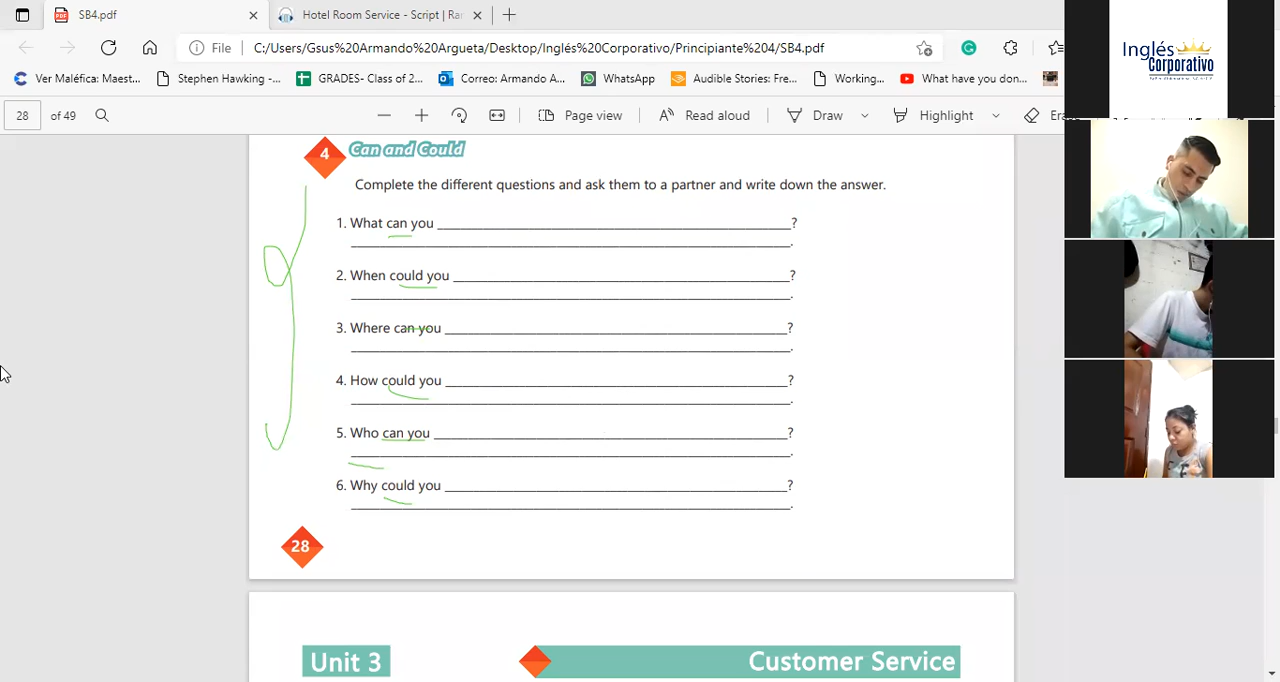 SB4.pdf
Hotel Room Service - Script | Ra
File
C:/Users/Gsus%20Armando%20Argueta/Desktop/Inglés%20Corporativo/Principiante%204/SB4.pdf
Ver Maléfica: Maest...
Stephen Hawking -...
GRADES- Class of 2...
Correo: Armando A...
WhatsApp
Audible Stories: Fre...
Working...
What have you don...
28 of 49
Page view
Read aloud
Draw
Highlight
Era
Inglés
Corporativo
4
Can and Could
Complete the different questions and ask them to a partner and write down the answer.
1. What can you ?
.
2. When could you ?
.
3. Where can you ?
.
4. How could you ?
.
5. Who can you ?
.
6. Why could you ?
.
28
Unit 3
Customer Service